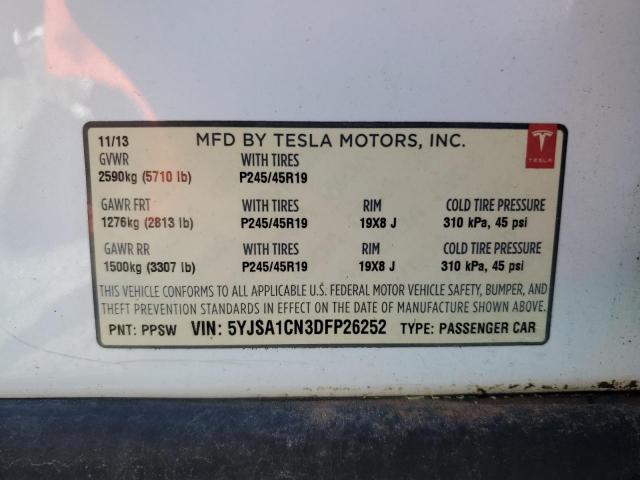 11/13 MFD BY TESLA MOTORS, INC.
GVWR WITH TIRES
2590kg (5710 lb) P245/45R19
TESLA
GAWR FRT WITH TIRES RIM COLD TIRE PRESSURE
1276kg (2813 lb) P245/45R19 19X8 J 310 kPa, 45 psi
GAWR RR WITH TIRES RIM COLD TIRE PRESSURE
1500kg (3307 lb) P245/45R19 19X8 J 310 kPa, 45 psi
THIS VEHICLE CONFORMS TO ALL APPLICABLE U.S. FEDERAL MOTOR VEHICLE SAFETY, BUMPER, AND
THEFT PREVENTION STANDARDS IN EFFECT ON THE DATE OF MANUFACTURE SHOWN ABOVE.
PNT: PPSW VIN: 5YJSA1CN3DFP26252 TYPE: PASSENGER CAR